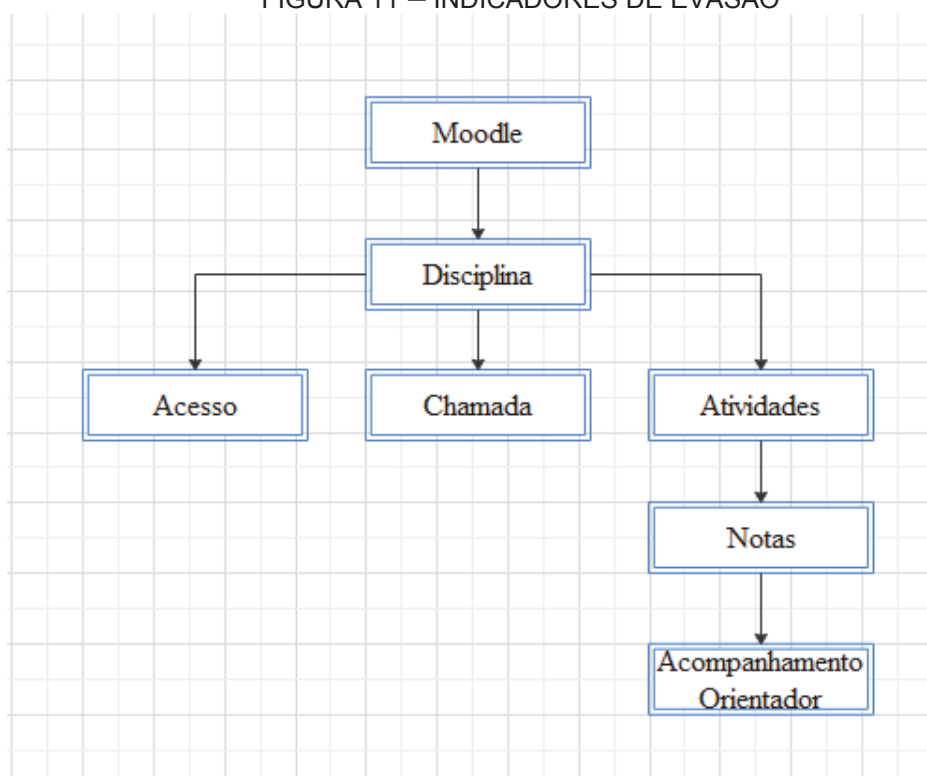 FIGURA 11 – INDICADORES DE EVASÃO
Moodle
Disciplina
Acesso
Chamada
Atividades
Notas
Acompanhamento
Orientador